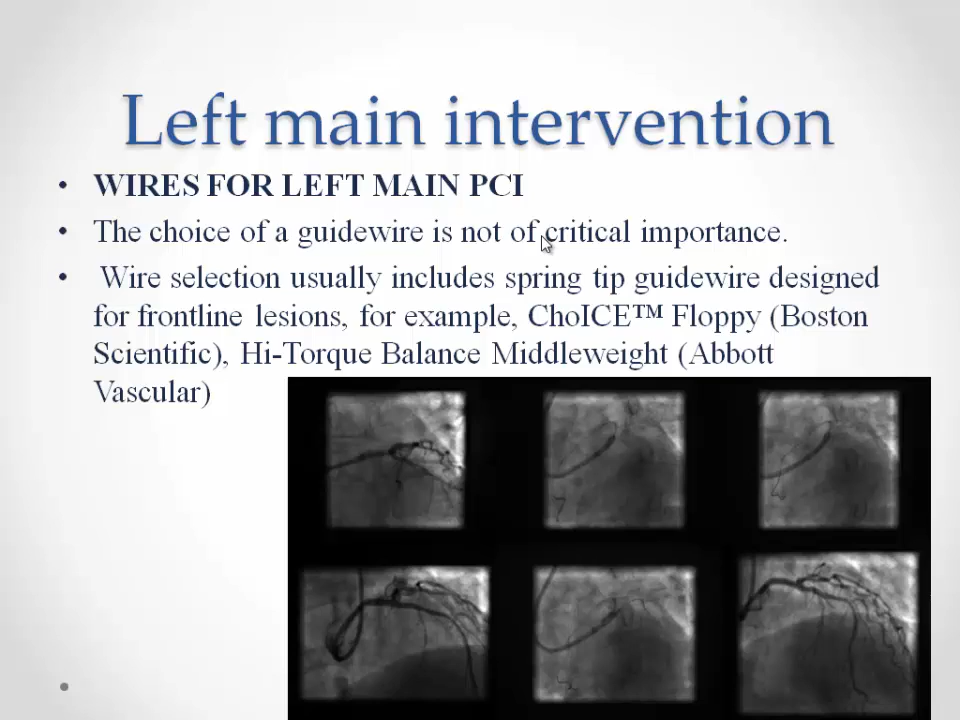 Left main intervention
• WIRES FOR LEFT MAIN PCI
• The choice of a guidewire is not of critical importance.
• Wire selection usually includes spring tip guidewire designed
for frontline lesions, for example, ChoICE™ Floppy (Boston
Scientific), Hi-Torque Balance Middleweight (Abbott
Vascular)